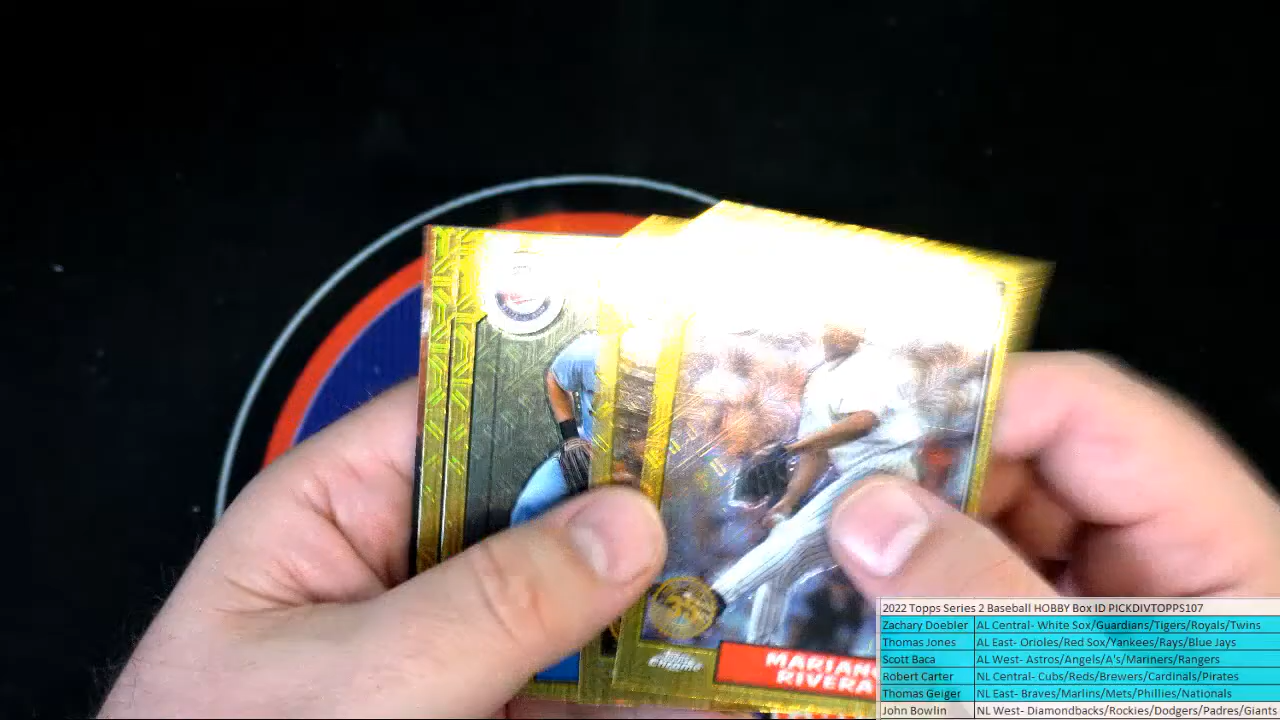 MARIANO
RIVERA
2022 Topps Series 2 Baseball HOBBY Box ID PICKDIVTOPPS107
Zachary Doebler AL Central- White Sox/Guardians/Tigers/Royals/Twins
Thomas Jones AL East- Orioles/Red Sox/Yankees/Rays/Blue Jays
Scott Baca AL West- Astros/Angels/A's/Mariners/Rangers
Robert Carter NL Central- Cubs/Reds/Brewers/Cardinals/Pirates
Thomas Geiger NL East- Braves/Marlins/Mets/Phillies/Nationals
John Bowlin NL West- Diamondbacks/Rockies/Dodgers/Padres/Giants